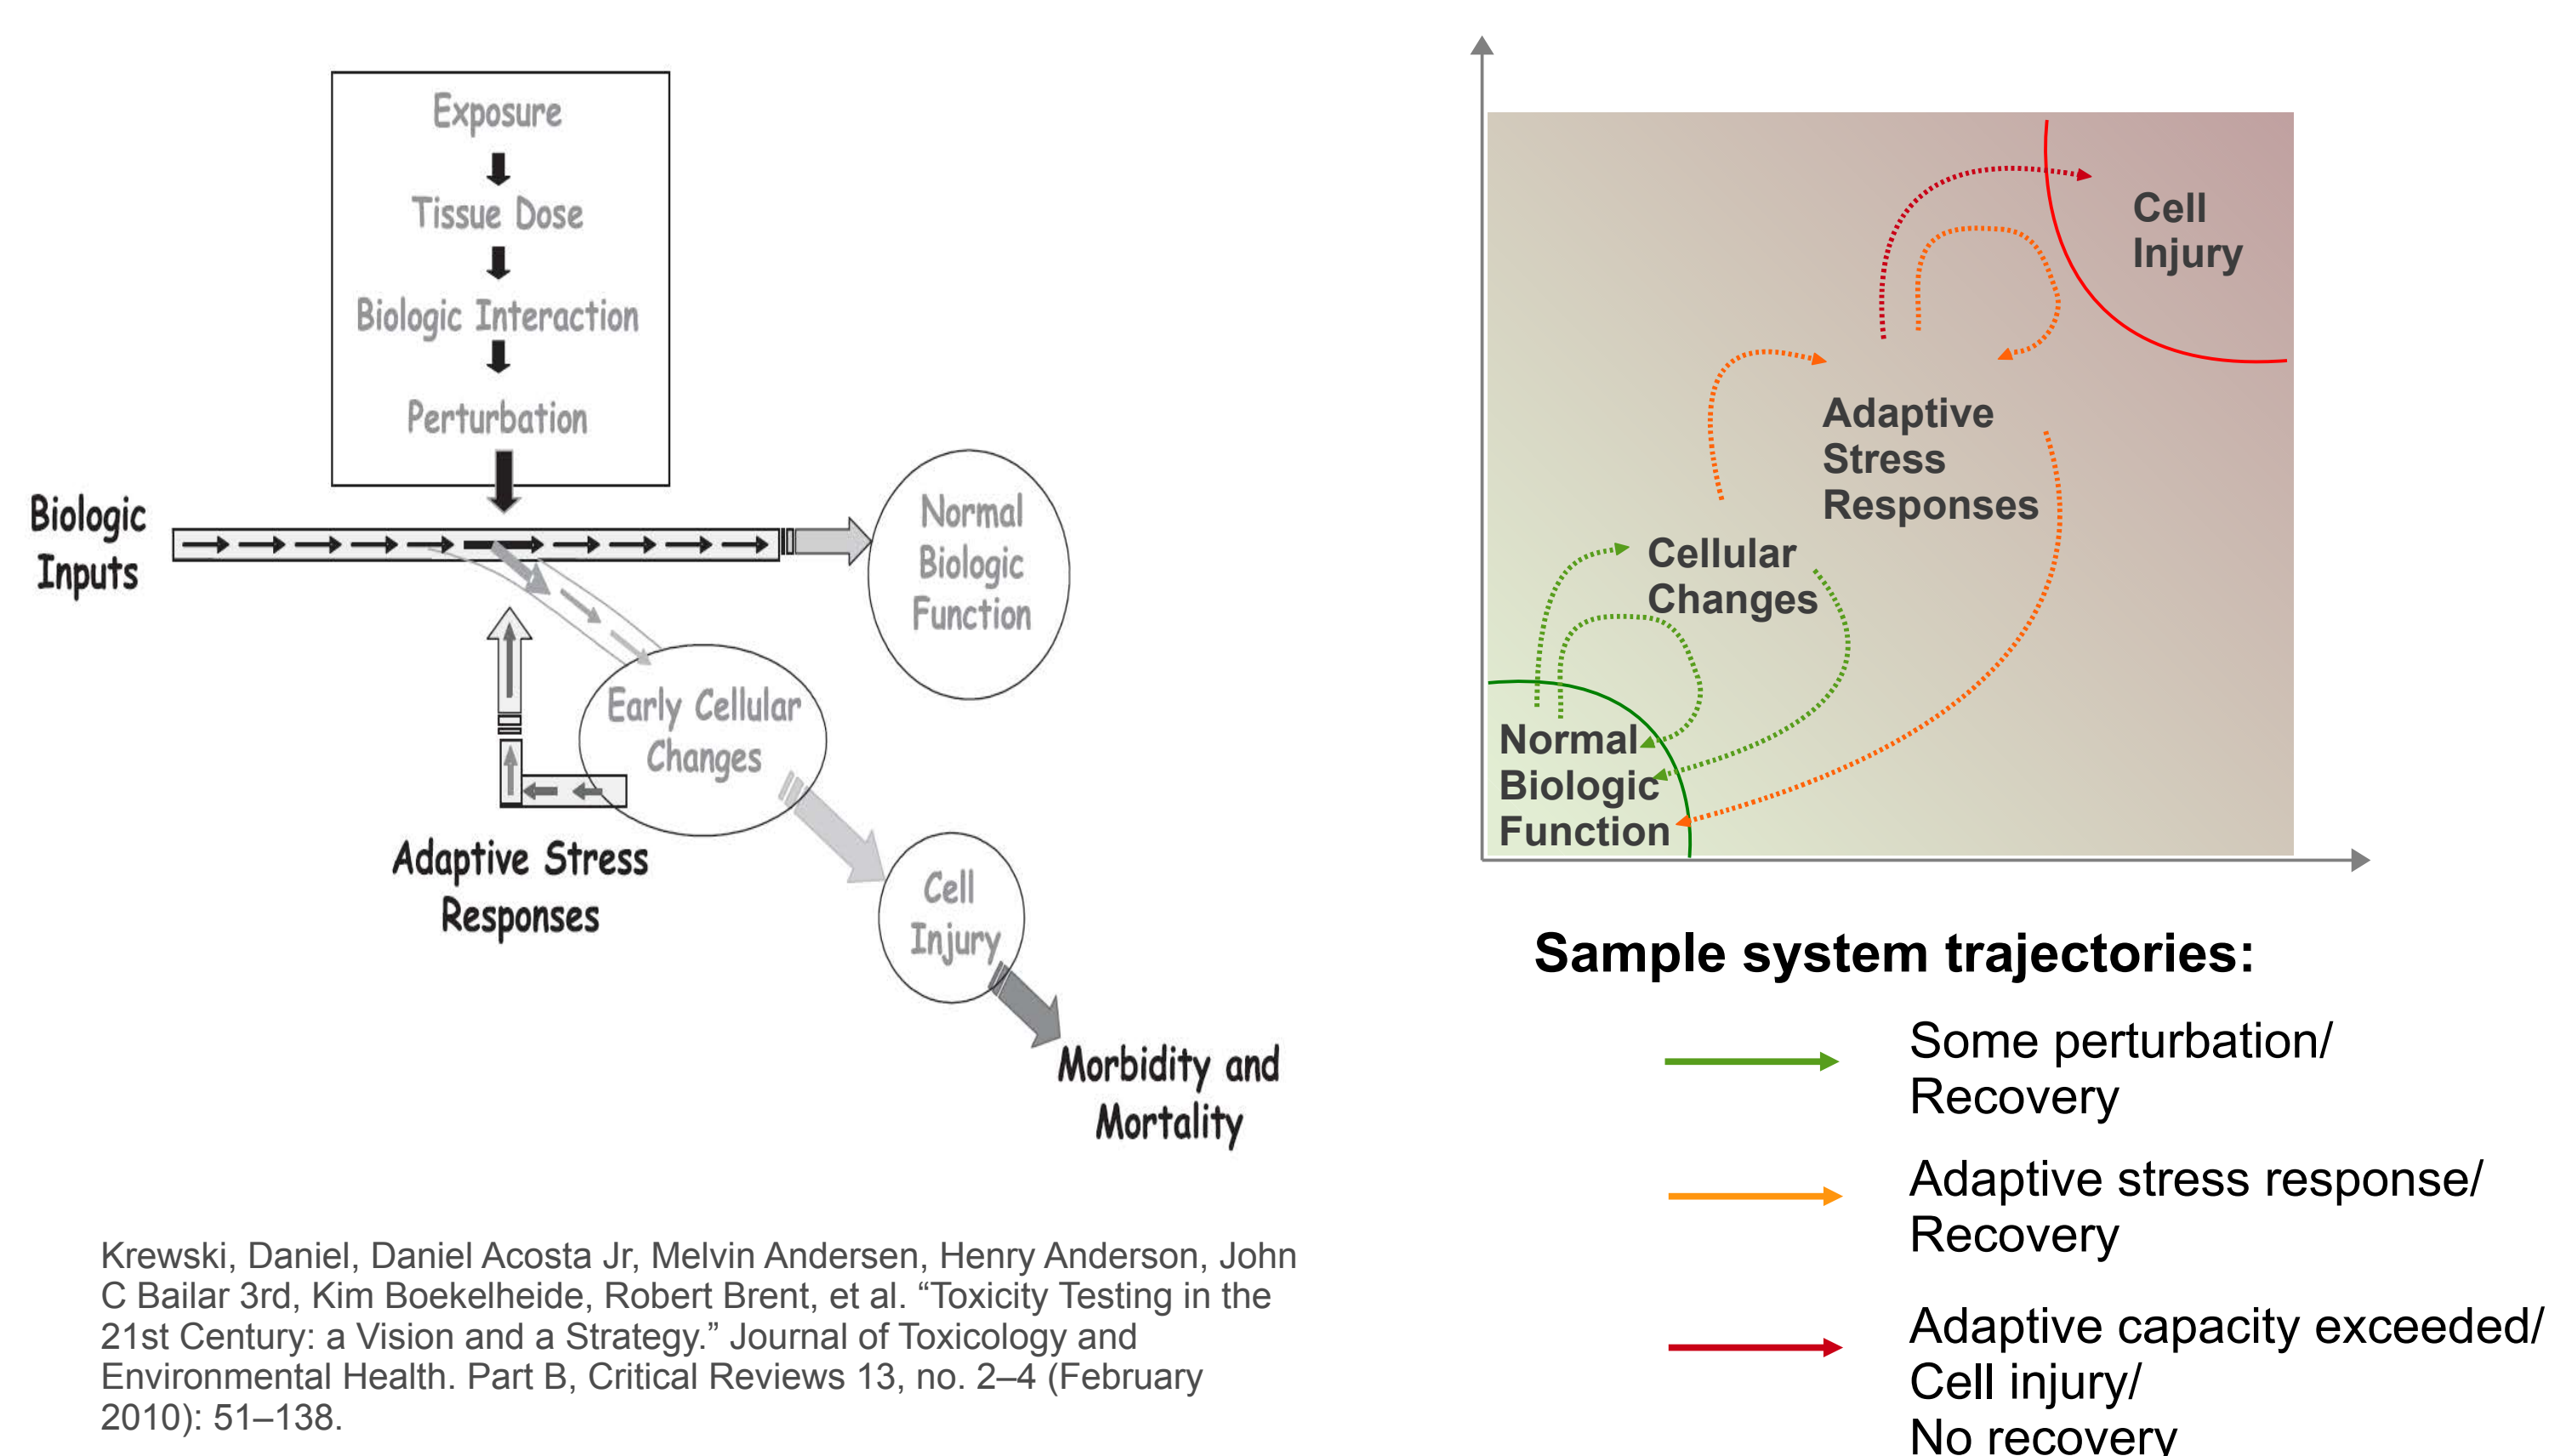 Exposure
Tissue Dose
Biologic Interaction
Perturbation
Biologic
Inputs
Normal
Biologic
Function
Early Cellular
Changes
Adaptive Stress
Responses
Cell
Injury
Morbidity and
Mortality
Krewski, Daniel, Daniel Acosta Jr, Melvin Andersen, Henry Anderson, John
C Bailar 3rd, Kim Boekelheide, Robert Brent, et al. “Toxicity Testing in the
21st Century: a Vision and a Strategy.” Journal of Toxicology and
Environmental Health. Part B, Critical Reviews 13, no. 2–4 (February
2010): 51–138.
Cell
Injury
Adaptive
Stress
Responses
Cellular
Changes
Normal
Biologic
Function
Sample system trajectories:
Some perturbation/
Recovery
Adaptive stress response/
Recovery
Adaptive capacity exceeded/
Cell injury/
No recovery